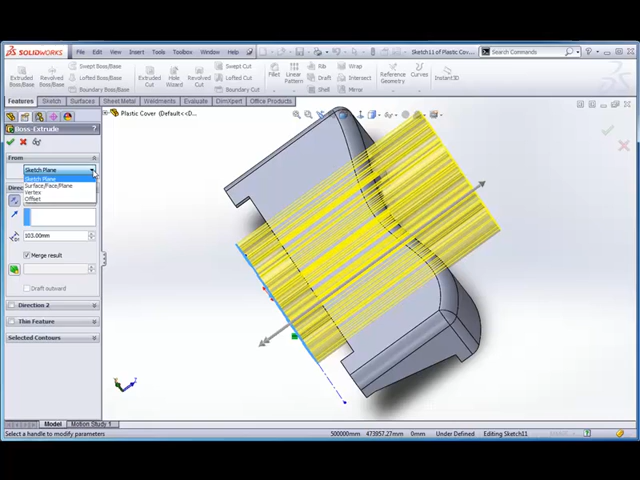 SOLIDWORKS File Edit View Insert Tools Toolbox Window Help Sketch11 of Plastic Cov... Search Commands
Extruded Boss/Base Revolved Boss/Base Swept Boss/Base Lofted Boss/Base Boundary Boss/Base Extruded Cut Hole Wizard Revolved Cut Swept Cut Lofted Cut Boundary Cut Fillet Linear Pattern Rib Draft Shell Wrap Intersect Mirror Reference Geometry Curves Instant3D
Features Sketch Surfaces Sheet Metal Weldments Evaluate DimXpert Office Products
Plastic Cover (Default<<D...
Boss-Extrude ?
From
Sketch Plane
Sketch Plane
Surface/Face/Plane
Vertex
Offset
103.00mm
Merge result
Draft outward
Direction 2
Thin Feature
Selected Contours
Model Motion Study 1
Select a handle to modify parameters 500000mm 473957.27mm 0mm Under Defined Editing Sketch11